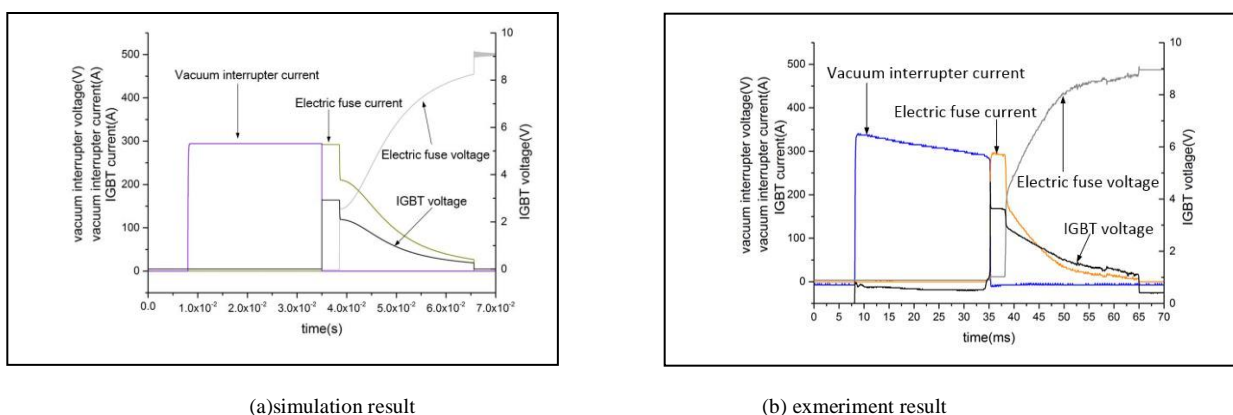 vacuum interrupter voltage(V)
vacuum interrupter current(A)
IGBT current(A)
500
400
300
200
100
0
Vacuum interrupter current
Electric fuse current
Electric fuse voltage
IGBT voltage
10
8
6
4
2
0
IGBT voltage(V)
0.0 1.0x10⁻² 2.0x10⁻² 3.0x10⁻² 4.0x10⁻² 5.0x10⁻² 6.0x10⁻² 7.0x10⁻²
time(s)
vacuum interrupter voltage(V)
vacuum interrupter current(A)
IGBT current(A)
500
400
300
200
100
0
Vacuum interrupter current
Electric fuse current
Electric fuse voltage
IGBT voltage
10
8
6
4
2
0
IGBT votlage(V)
0 5 10 15 20 25 30 35 40 45 50 55 60 65 70
time(ms)
(a)simulation result
(b) exmeriment result